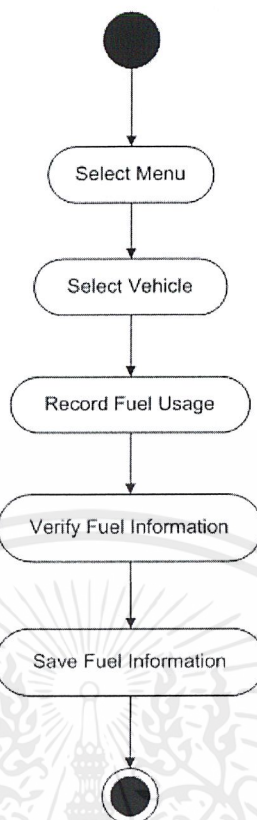 Select Menu
Select Vehicle
Record Fuel Usage
Verify Fuel Information
Save Fuel Information